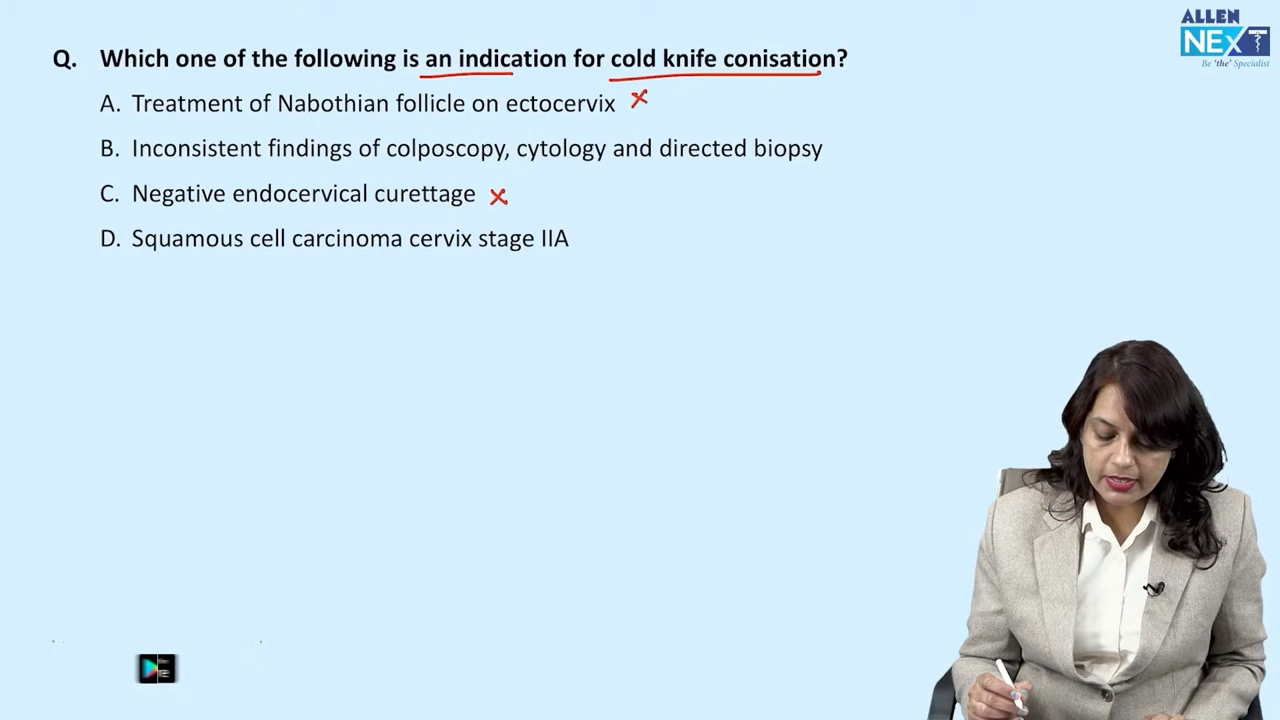 ALLEN
NEXT
Be 'the' Specialist
Q. Which one of the following is an indication for cold knife conisation?
A. Treatment of Nabothian follicle on ectocervix
B. Inconsistent findings of colposcopy, cytology and directed biopsy
C. Negative endocervical curettage
D. Squamous cell carcinoma cervix stage IIA